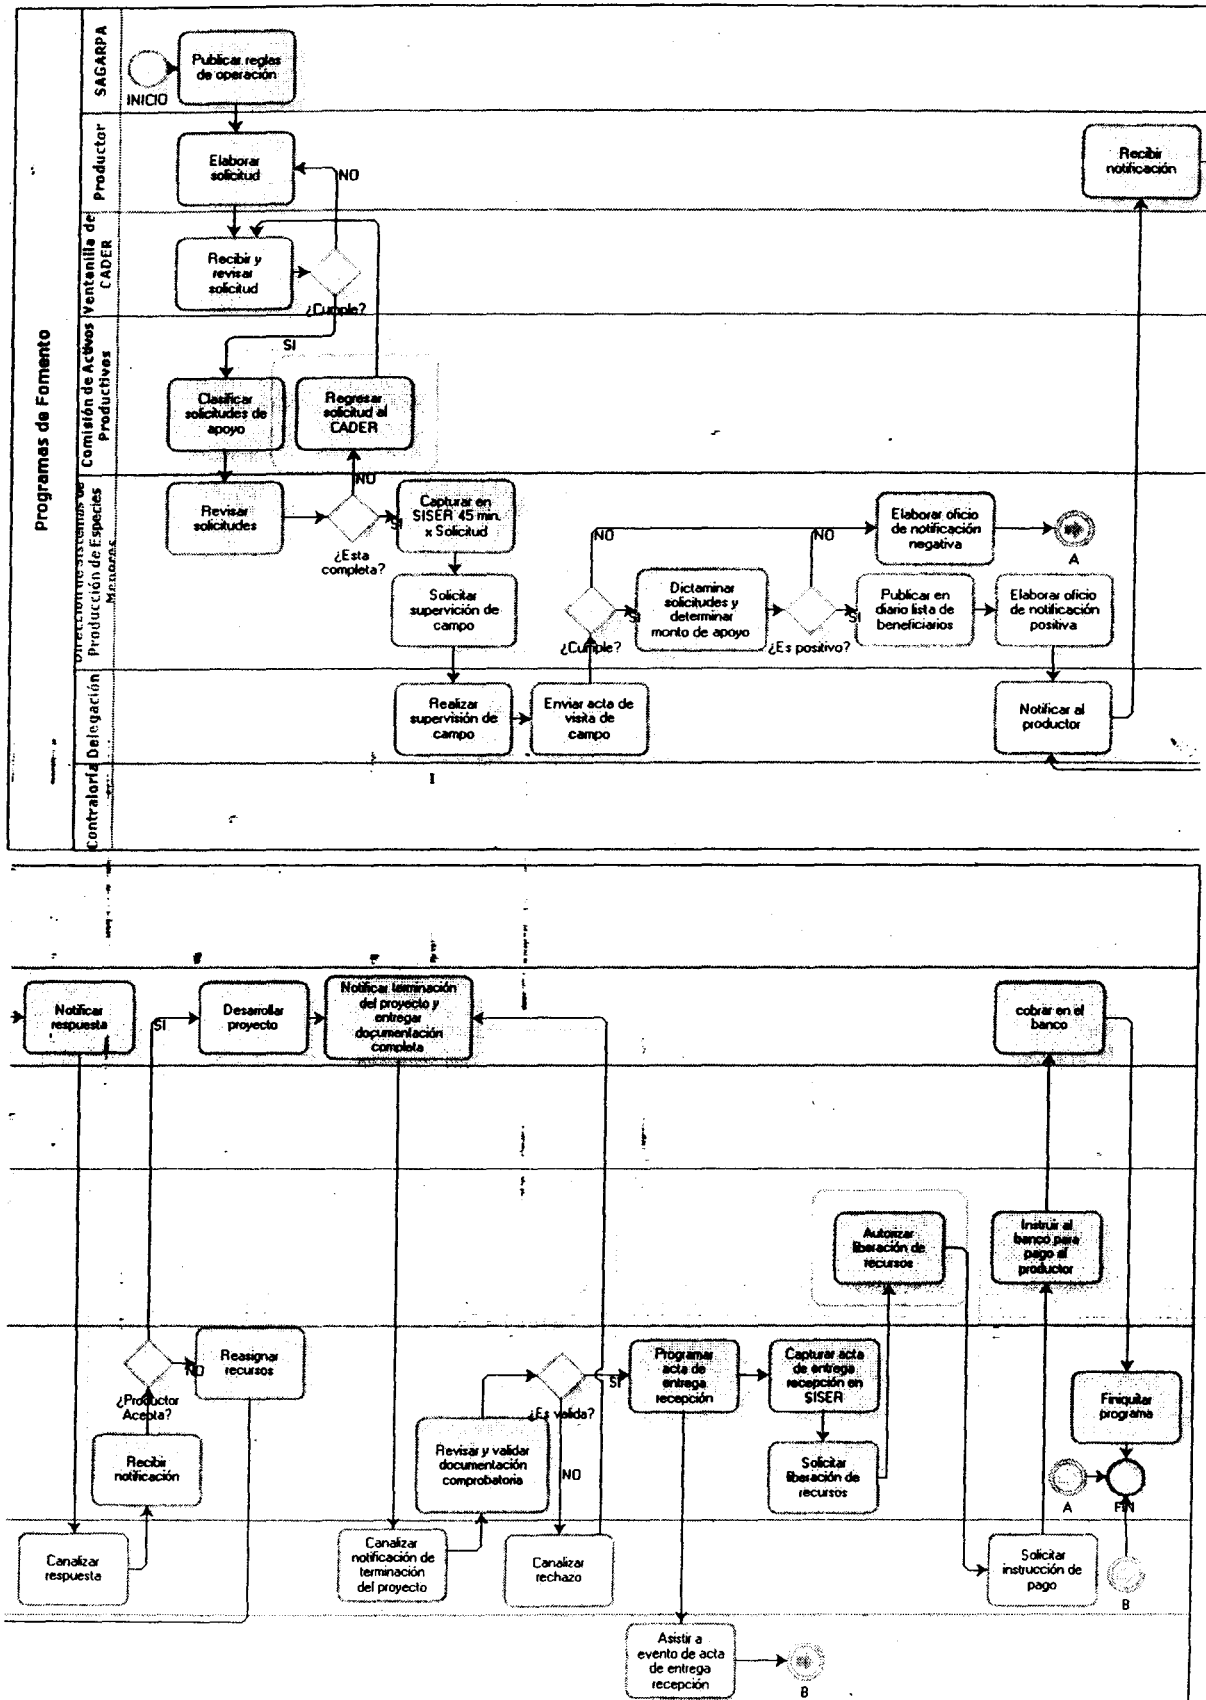 Programas de Fomento
SAGARPA
Productor
Ventanilla de
CADER
Comisión de Activos
Productivos
Dirección de Sistemas de
Producción de Especies
Menores
Delegación
Contraloría
INICIO
Publicar reglas
de operación
Elaborar
solicitud
NO
Recibir y
revisar
solicitud
¿Cumple?
SI
Clasificar
solicitudes de
apoyo
Regresar
solicitud al
CADER
NO
Revisar
solicitudes
¿Esta
completa?
SI
Capturar en
SISER 45 min.
x Solicitud
Solicitar
supervición de
campo
Realizar
supervisión de
campo
Enviar acta de
visita de
campo
¿Cumple?
NO
SI
Dictaminar
solicitudes y
determinar
monto de apoyo
¿Es positivo?
NO
SI
Elaborar oficio
de notificación
negativa
A
Publicar en
diario lista de
beneficiarios
Elaborar oficio
de notificación
positiva
Notificar al
productor
Recibir
notificación
Notificar
respuesta
SI
Desarrollar
proyecto
Notificar terminación
del proyecto y
entregar
documentación
completa
cobrar en el
banco
Autorizar
liberación de
recursos
Instruir al
banco para
pago al
productor
¿Productor
Acepta?
NO
Reasignar
recursos
Recibir
notificación
Revisar y validar
documentación
comprobatoria
¿Es valida?
SI
NO
Programar
acta de
entrega
recepción
Capturar acta
de entrega
recepción en
SISER
Solicitar
liberación de
recursos
Finiquitar
programa
A
FIN
Canalizar
respuesta
Canalizar
notificación de
terminación
del proyecto
Canalizar
rechazo
Solicitar
instrucción de
pago
B
Asistir a
evento de acta
de entrega
recepción
B